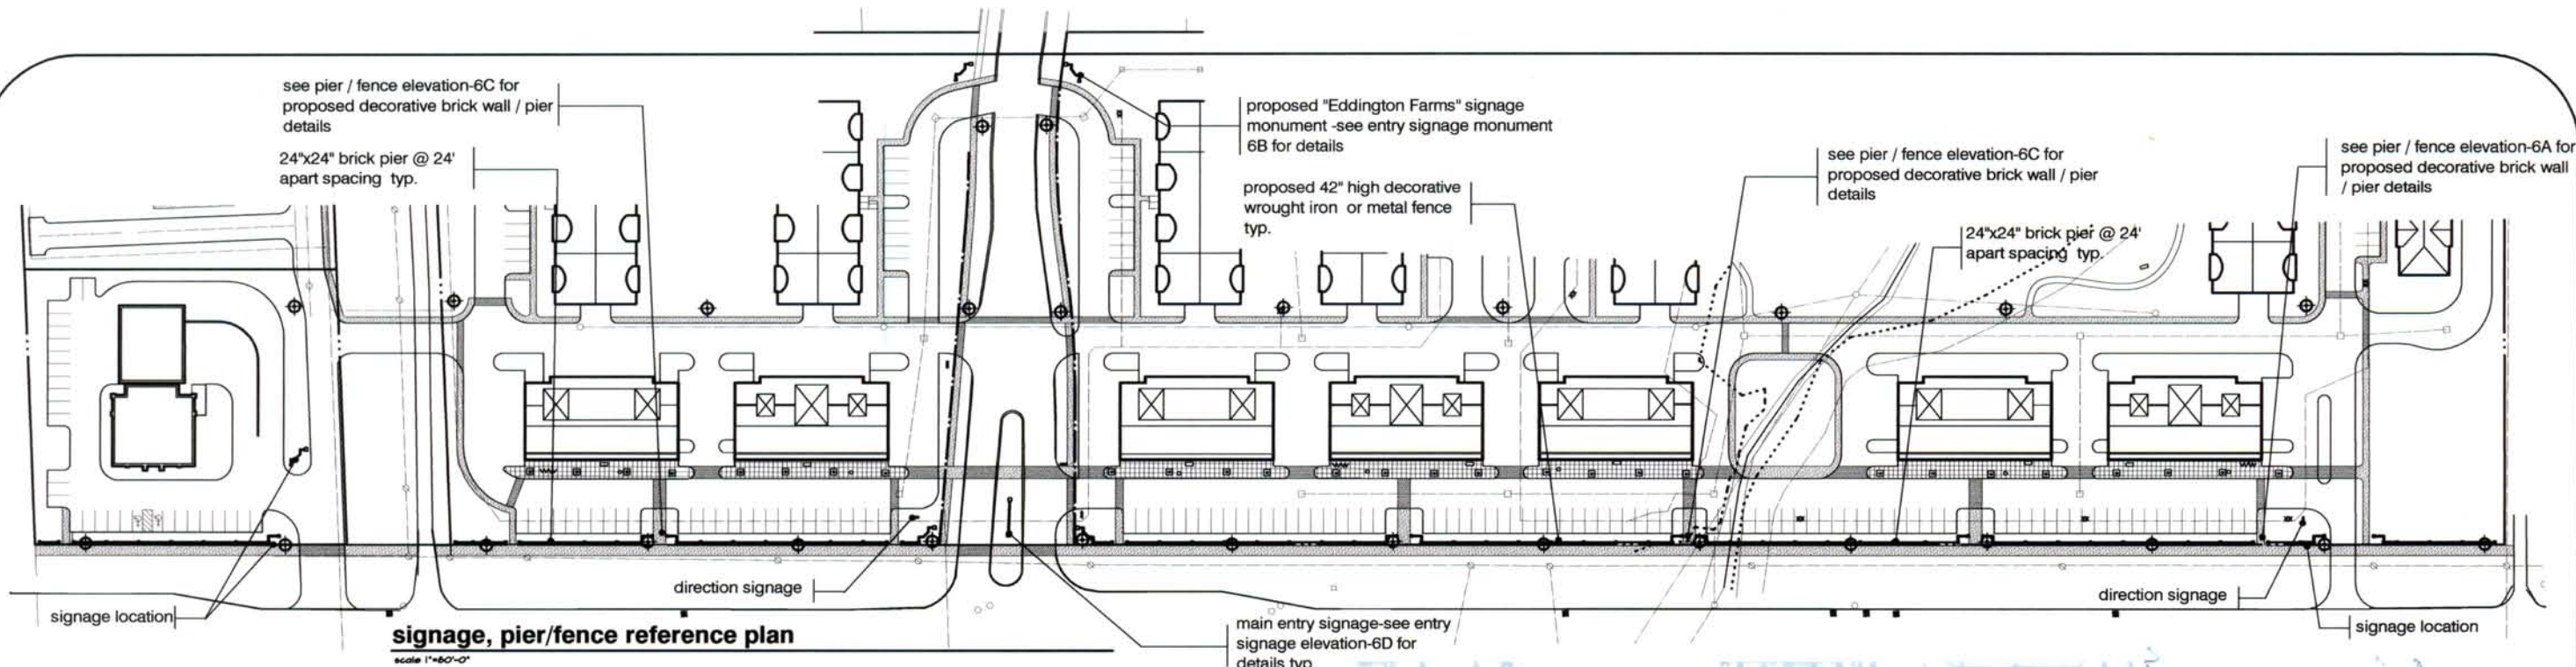 see pier / fence elevation-6C for
proposed decorative brick wall / pier
details
24"x24" brick pier @ 24'
apart spacing typ.
proposed "Eddington Farms" signage
monument -see entry signage monument
6B for details
proposed 42" high decorative
wrought iron or metal fence
typ.
see pier / fence elevation-6C for
proposed decorative brick wall / pier
details
24"x24" brick pier @ 24'
apart spacing typ.
see pier / fence elevation-6A for
proposed decorative brick wall
/ pier details
signage location
direction signage
main entry signage-see entry
signage elevation-6D for
details typ.
direction signage
signage location
signage, pier/fence reference plan
scale 1"=60'-0"